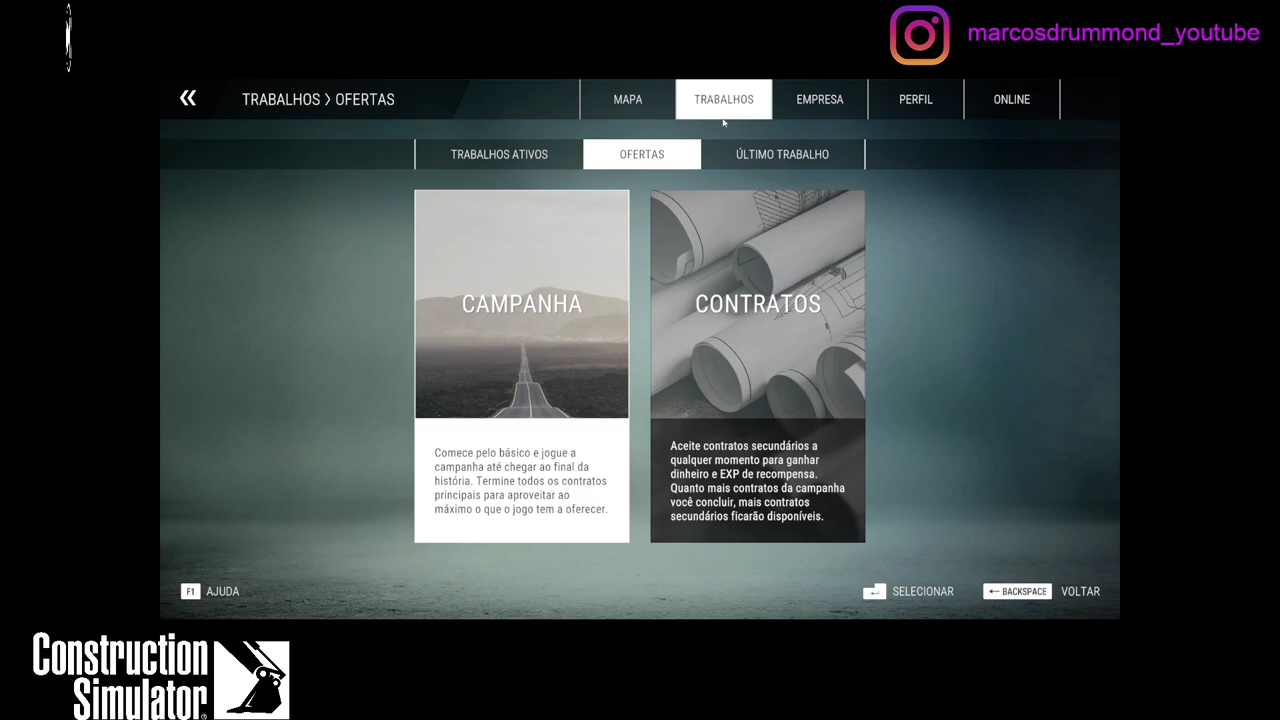 marcosdrummond_youtube
TRABALHOS > OFERTAS
MAPA
TRABALHOS
EMPRESA
PERFIL
ONLINE
TRABALHOS ATIVOS
OFERTAS
ÚLTIMO TRABALHO
CAMPANHA
Comece pelo básico e jogue a
campanha até chegar ao final da
história. Termine todos os contratos
principais para aproveitar ao
máximo o que o jogo tem a oferecer.
CONTRATOS
Aceite contratos secundários a
qualquer momento para ganhar
dinheiro e EXP de recompensa.
Quanto mais contratos da campanha
você concluir, mais contratos
secundários ficarão disponíveis.
F1 AJUDA
SELECIONAR
← BACKSPACE VOLTAR
Construction
Simulator®